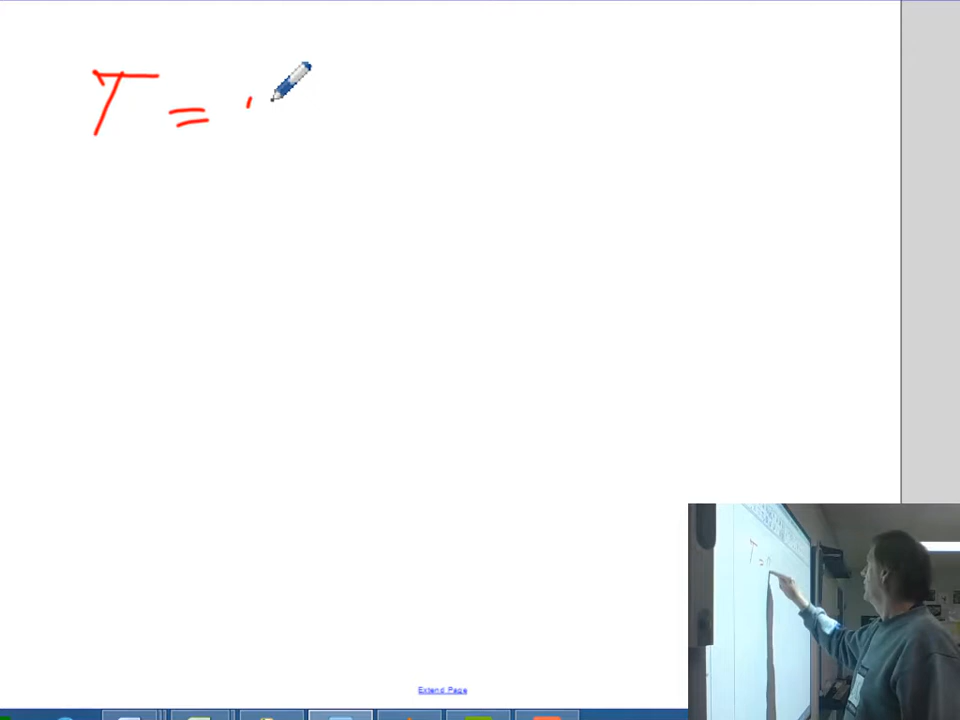 T =
Extend Page